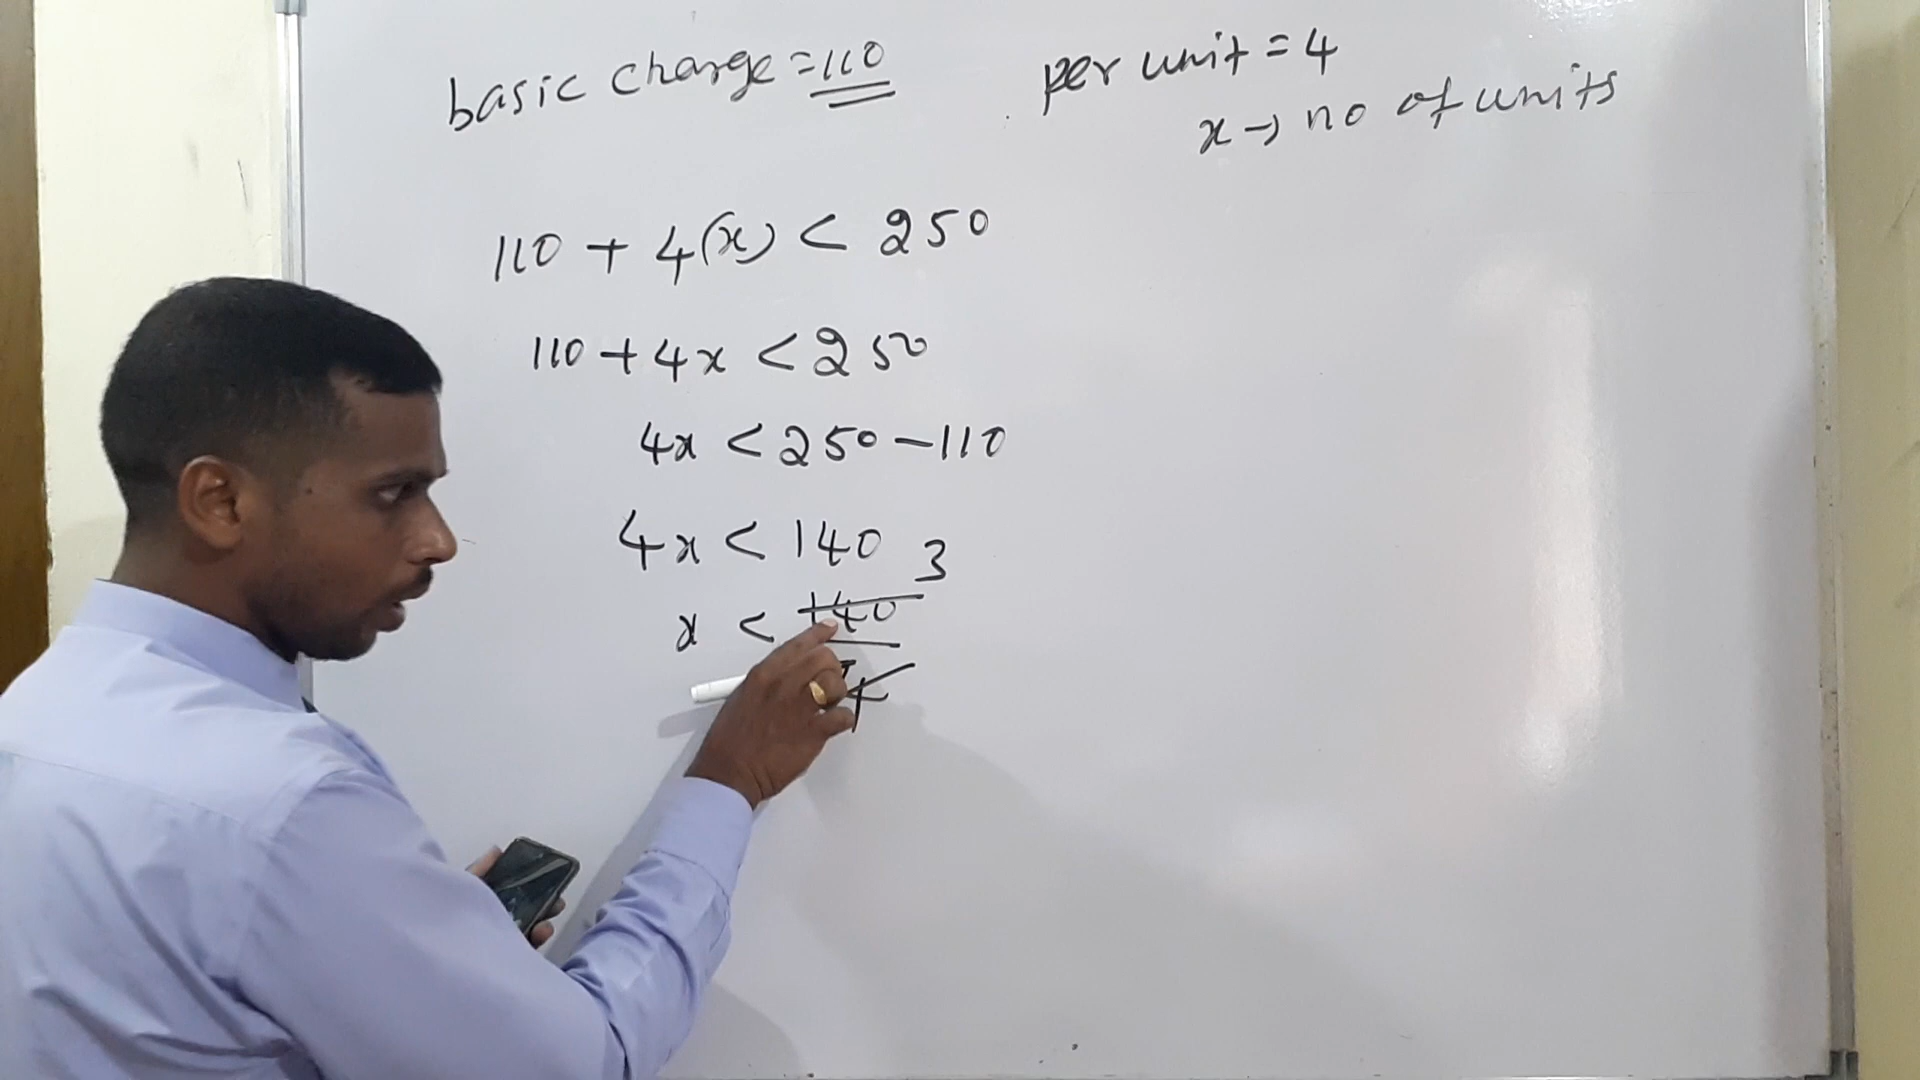 basic charge = 110
per unit = 4
x → no of units
110 + 4(x) < 250
110 + 4x < 250
4x < 250 - 110
4x < 140
3
x < 140
4